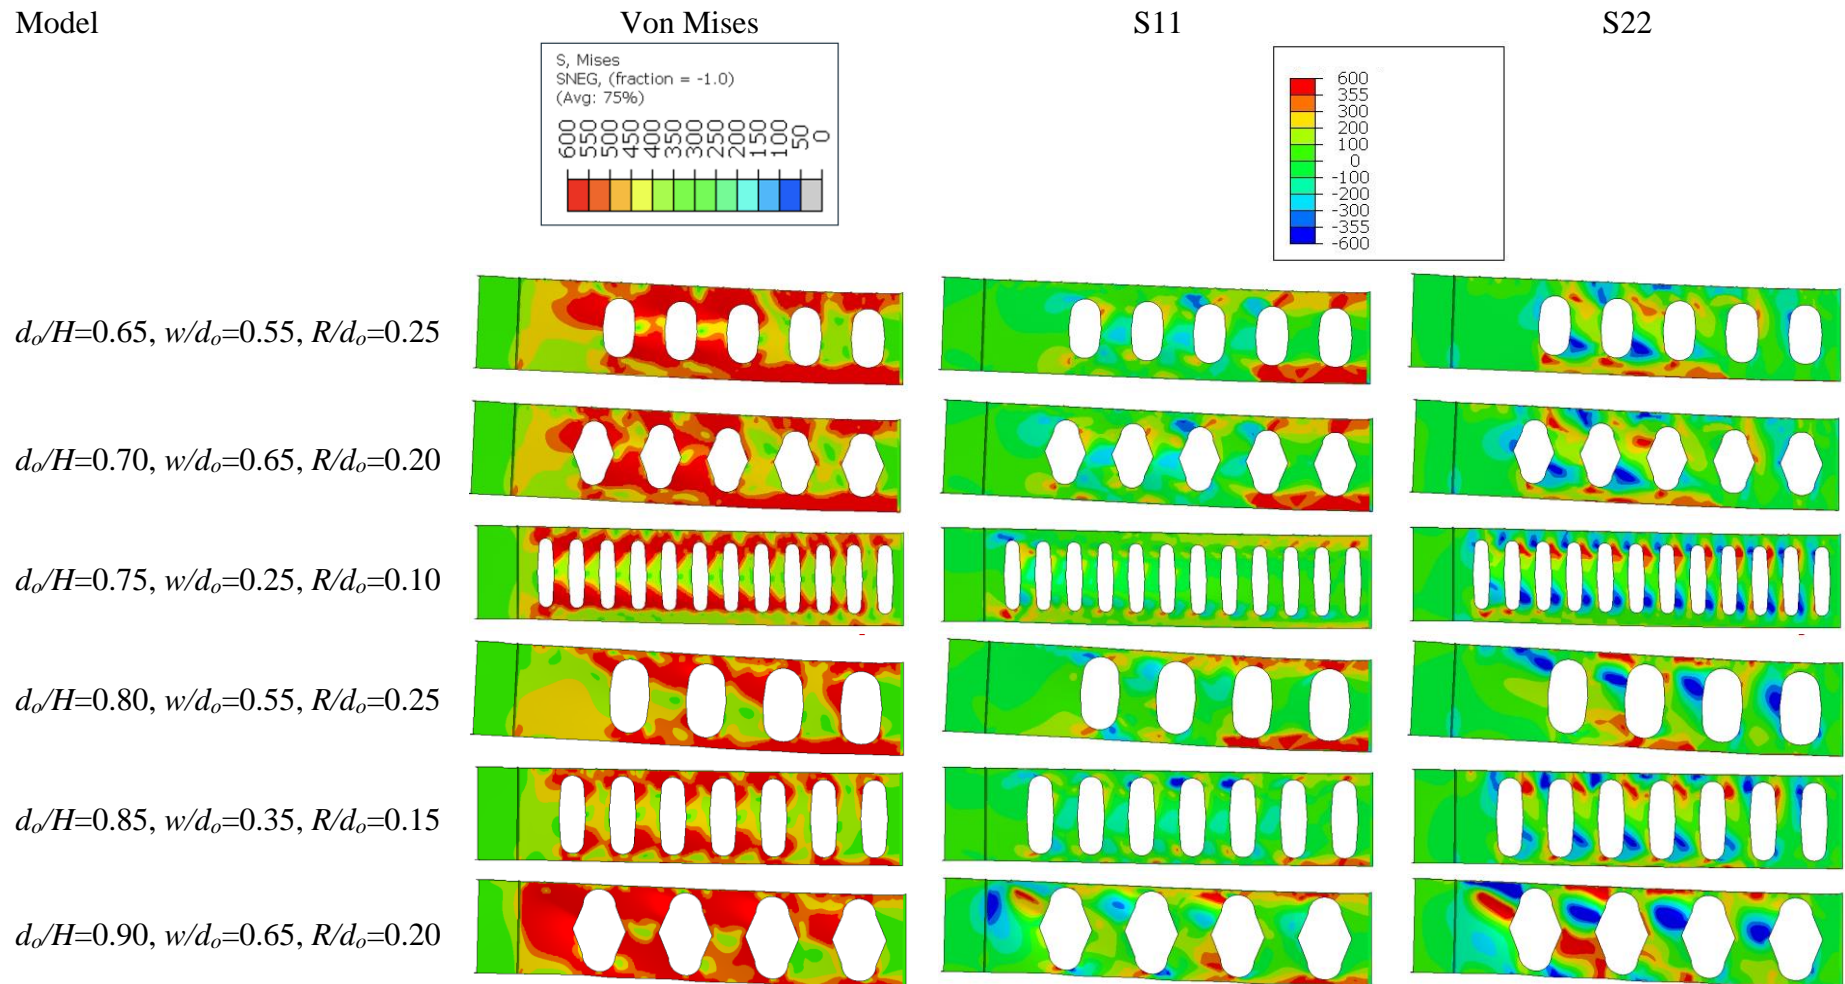 Model Von Mises S11 S22
S, Mises
SNEG, (fraction = -1.0)
(Avg: 75%)
600 550 500 450 400 350 300 250 200 150 100 50 0
600
355
300
200
100
0
-100
-200
-300
-355
-600
dₒ/H=0.65, w/dₒ=0.55, R/dₒ=0.25
dₒ/H=0.70, w/dₒ=0.65, R/dₒ=0.20
dₒ/H=0.75, w/dₒ=0.25, R/dₒ=0.10
dₒ/H=0.80, w/dₒ=0.55, R/dₒ=0.25
dₒ/H=0.85, w/dₒ=0.35, R/dₒ=0.15
dₒ/H=0.90, w/dₒ=0.65, R/dₒ=0.20